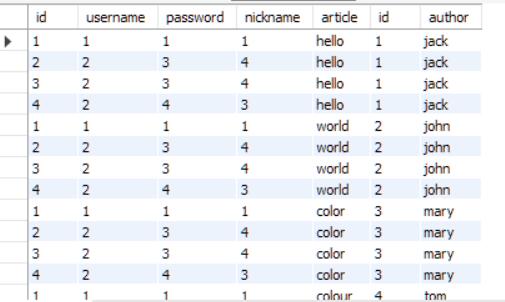 id username password nickname article id author
1 1 1 1 hello 1 jack
2 2 3 4 hello 1 jack
3 2 3 4 hello 1 jack
4 2 4 3 hello 1 jack
1 1 1 1 world 2 john
2 2 3 4 world 2 john
3 2 3 4 world 2 john
4 2 4 3 world 2 john
1 1 1 1 color 3 mary
2 2 3 4 color 3 mary
3 2 3 4 color 3 mary
4 2 4 3 color 3 mary
1 1 1 1 colour 4 tom